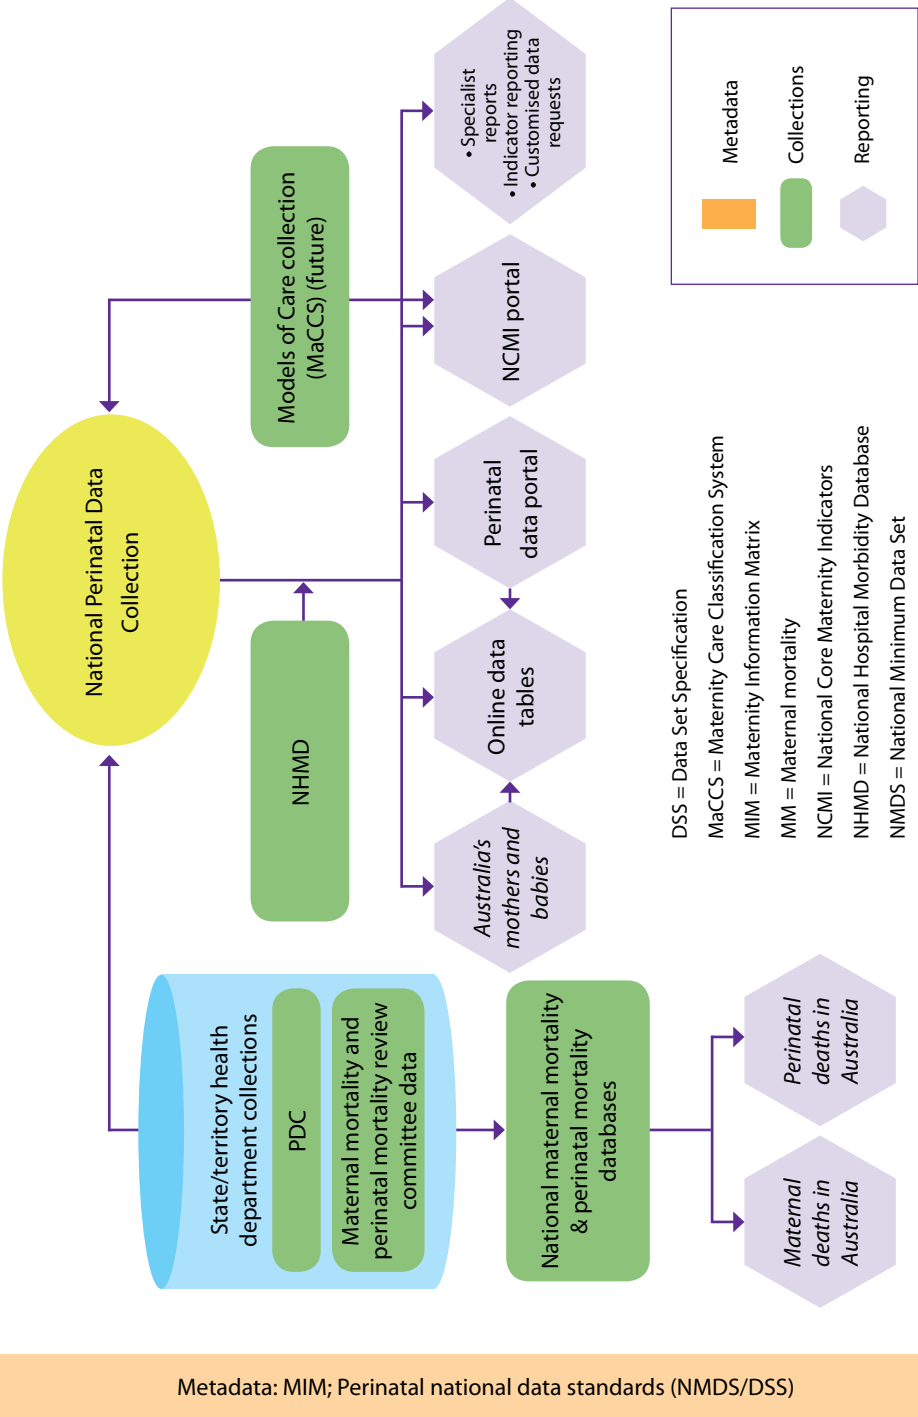 Metadata: MIM; Perinatal national data standards (NMDS/DSS)
State/territory health
department collections
PDC
Maternal mortality and
perinatal mortality review
committee data
National maternal mortality
& perinatal mortality
databases
Maternal
deaths in
Australia
Perinatal
deaths in
Australia
National Perinatal Data
Collection
NHMD
Models of Care collection
(MaCCS) (future)
Australia’s
mothers and
babies
Online data
tables
Perinatal
data portal
NCMI portal
• Specialist
reports
• Indicator reporting
• Customised data
requests
DSS = Data Set Specification
MaCCS = Maternity Care Classification System
MIM = Maternity Information Matrix
MM = Maternal mortality
NCMI = National Core Maternity Indicators
NHMD = National Hospital Morbidity Database
NMDS = National Minimum Data Set
Metadata
Collections
Reporting